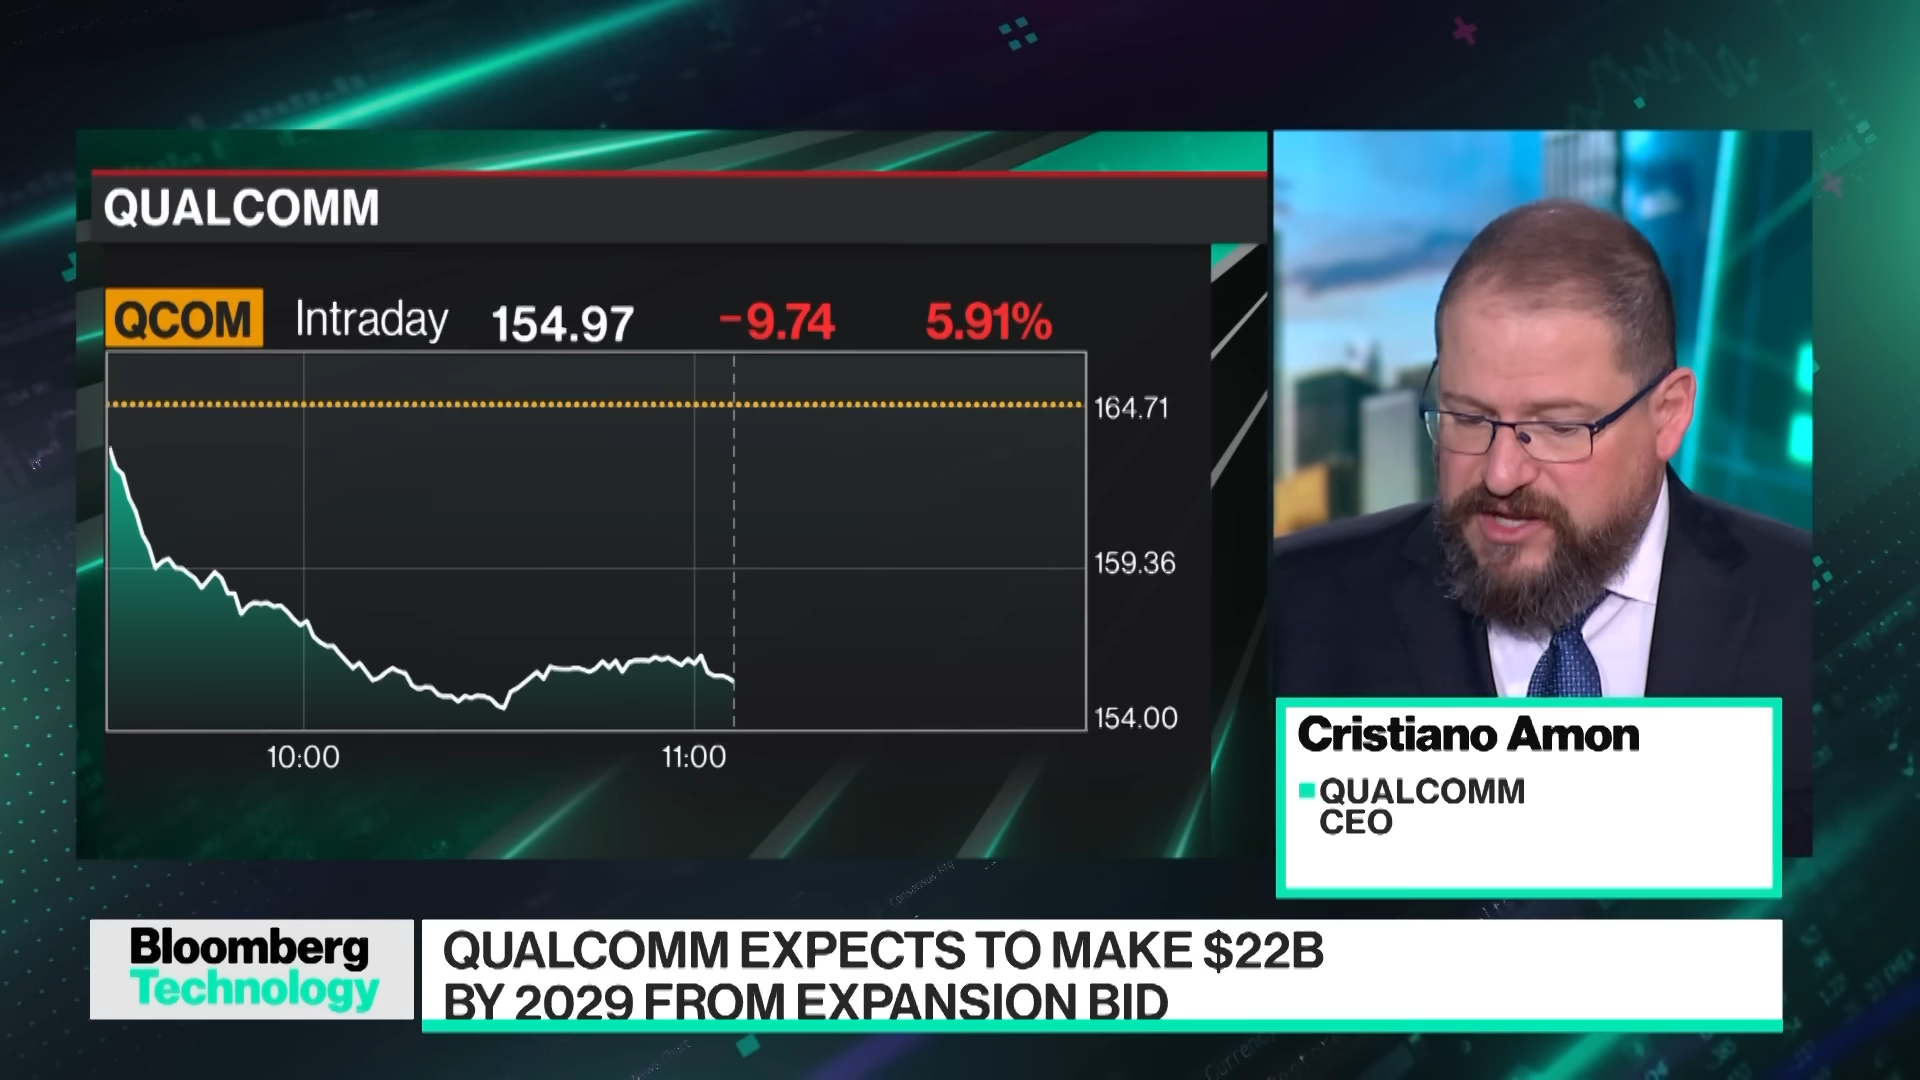 QUALCOMM
QCOM Intraday 154.97 -9.74 5.91%
164.71
159.36
154.00
10:00 11:00
Cristiano Amon
QUALCOMM
CEO
Bloomberg
Technology
QUALCOMM EXPECTS TO MAKE $22B
BY 2029 FROM EXPANSION BID
Consensus